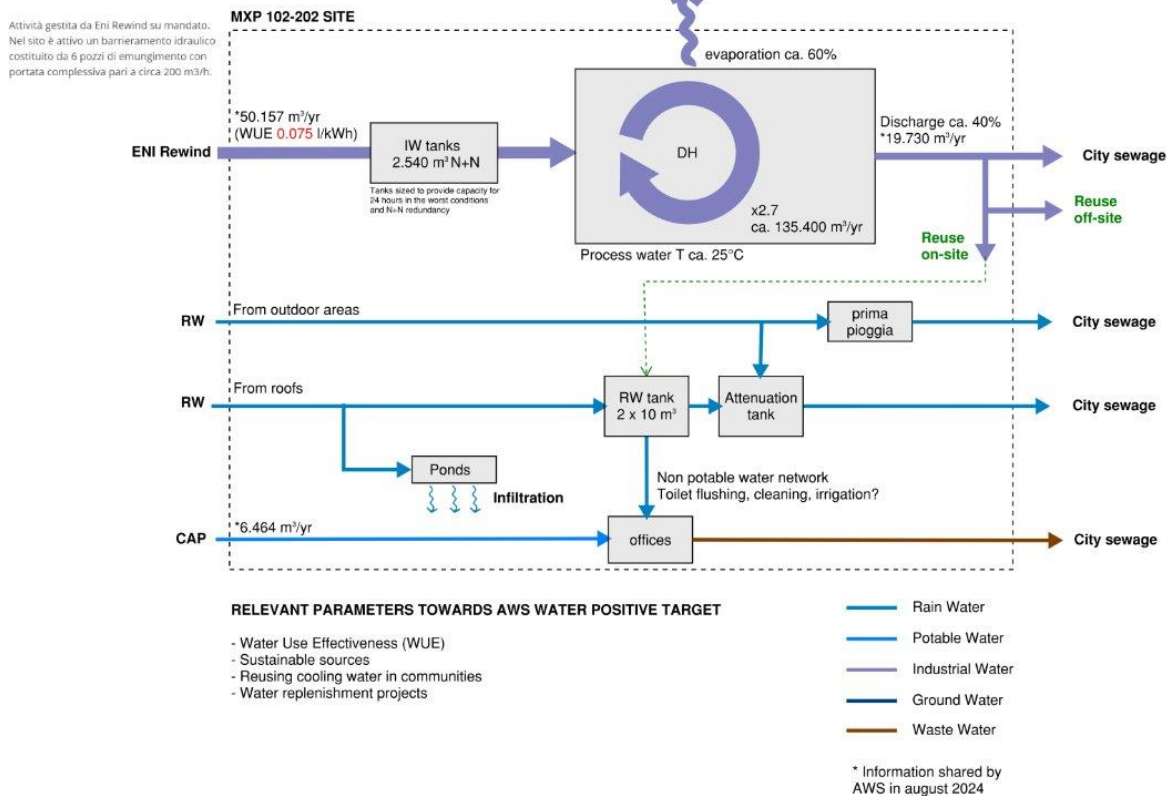 Attività gestita da Eni Rewind su mandato.
Nel sito è attivo un barrieramento idraulico
costituito da 6 pozzi di emungimento con
portata complessiva pari a circa 200 m3/h.
MXP 102-202 SITE
evaporation ca. 60%
*50.157 m³/yr
(WUE 0.075 l/kWh)
ENI Rewind
IW tanks
2.540 m³ N+N
Tanks sized to provide capacity for
24 hours in the worst conditions
and N+N redundancy
DH
x2.7
ca. 135.400 m³/yr
Process water T ca. 25°C
Discharge ca. 40%
*19.730 m³/yr
City sewage
Reuse
off-site
Reuse
on-site
RW
From outdoor areas
prima
pioggia
City sewage
RW
From roofs
RW tank
2 x 10 m³
Attenuation
tank
City sewage
Ponds
Infiltration
Non potable water network
Toilet flushing, cleaning, irrigation?
CAP
*6.464 m³/yr
offices
City sewage
RELEVANT PARAMETERS TOWARDS AWS WATER POSITIVE TARGET
- Water Use Effectiveness (WUE)
- Sustainable sources
- Reusing cooling water in communities
- Water replenishment projects
Rain Water
Potable Water
Industrial Water
Ground Water
Waste Water
* Information shared by
AWS in august 2024